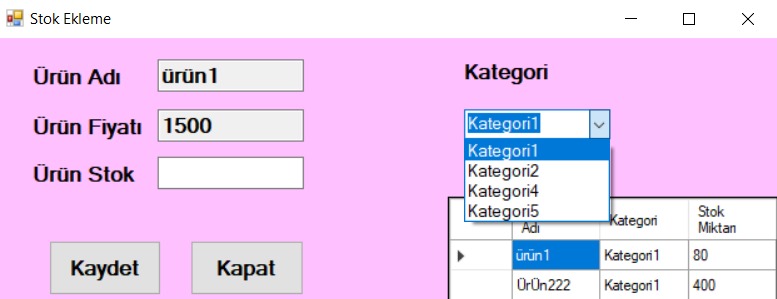 Stok Ekleme
Ürün Adı
ürün1
Ürün Fiyatı
1500
Ürün Stok
Kaydet
Kapat
Kategori
Kategori1
Kategori1
Kategori2
Kategori4
Kategori5
Adı
Kategori
Stok
Miktarı
ürün1
Kategori1
80
ÜrÜn222
Kategori1
400